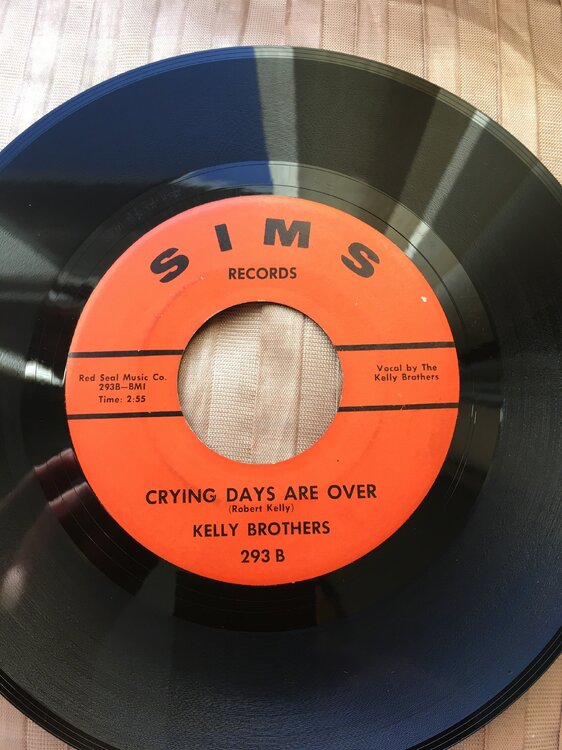 SIMS
RECORDS
Red Seal Music Co.
293B—BMI
Time: 2:55
Vocal by The
Kelly Brothers
CRYING DAYS ARE OVER
(Robert Kelly)
KELLY BROTHERS
293 B